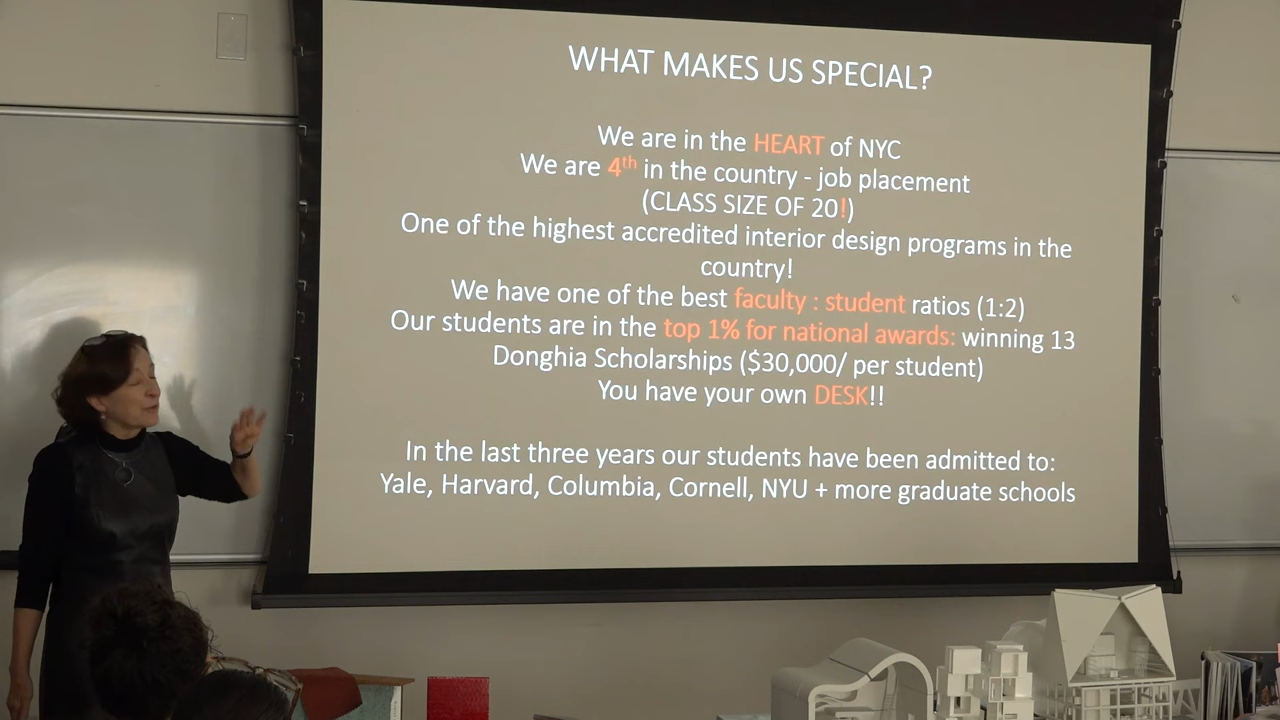 WHAT MAKES US SPECIAL?
We are in the HEART of NYC
We are 4th in the country - job placement
(CLASS SIZE OF 20!)
One of the highest accredited interior design programs in the
country!
We have one of the best faculty : student ratios (1:2)
Our students are in the top 1% for national awards: winning 13
Donghia Scholarships ($30,000/ per student)
You have your own DESK!!
In the last three years our students have been admitted to:
Yale, Harvard, Columbia, Cornell, NYU + more graduate schools